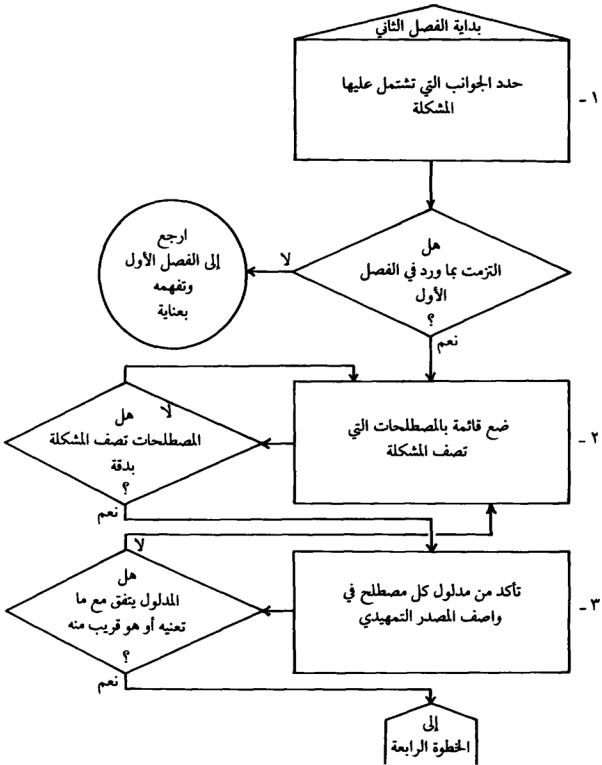 بداية الفصل الثاني
١ -
حدد الجوانب التي تشتمل عليها
المشكلة
هل
التزمت بما ورد في الفصل
الأول
؟
لا
نعم
ارجع
إلى الفصل الأول
وتفهمه
بعناية
٢ -
ضع قائمة بالمصطلحات التي
تصف المشكلة
هل
المصطلحات تصف المشكلة
بدقة
؟
لا
نعم
٣ -
تأكد من مدلول كل مصطلح في
واصف المصدر التمهيدي
هل
المدلول يتفق مع ما
تعنيه أو هو قريب منه
؟
لا
نعم
إلى
الخطوة الرابعة